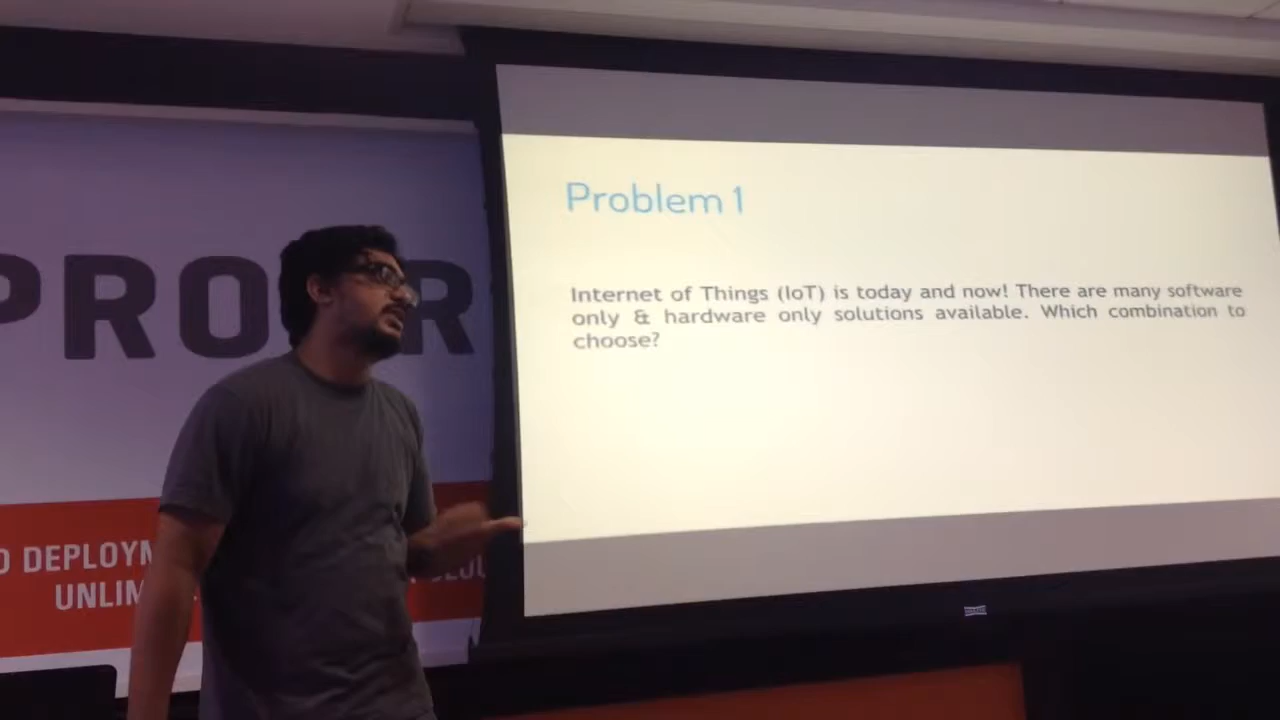 Problem 1
Internet of Things (IoT) is today and now! There are many software
only & hardware only solutions available. Which combination to
choose?
PRO R
DEPLOYM
UNLIM